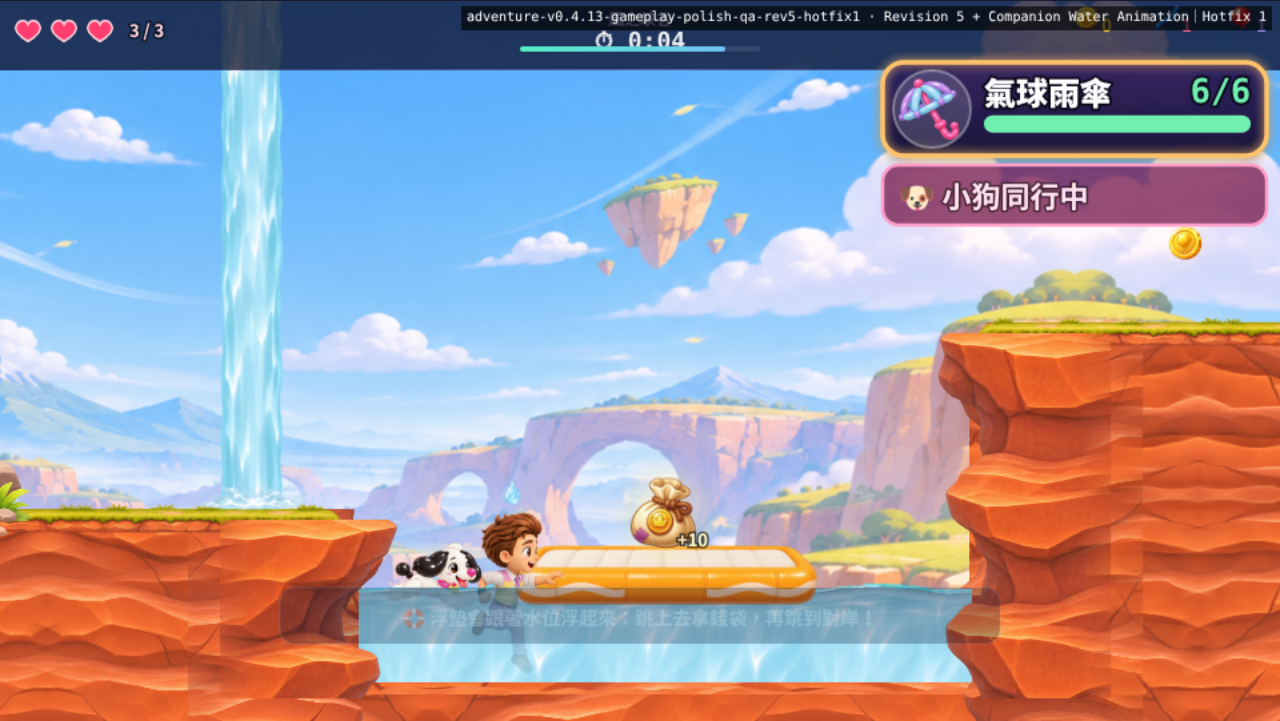 3/3
adventure-v0.4.13-gameplay-polish-qa-rev5-hotfix1 · Revision 5 + Companion Water Animation | Hotfix 1
0:04
氣球雨傘
6/6
小狗同行中
+10
浮墊會跟著水位浮起來：跳上去拿錢袋，再跳到對岸！